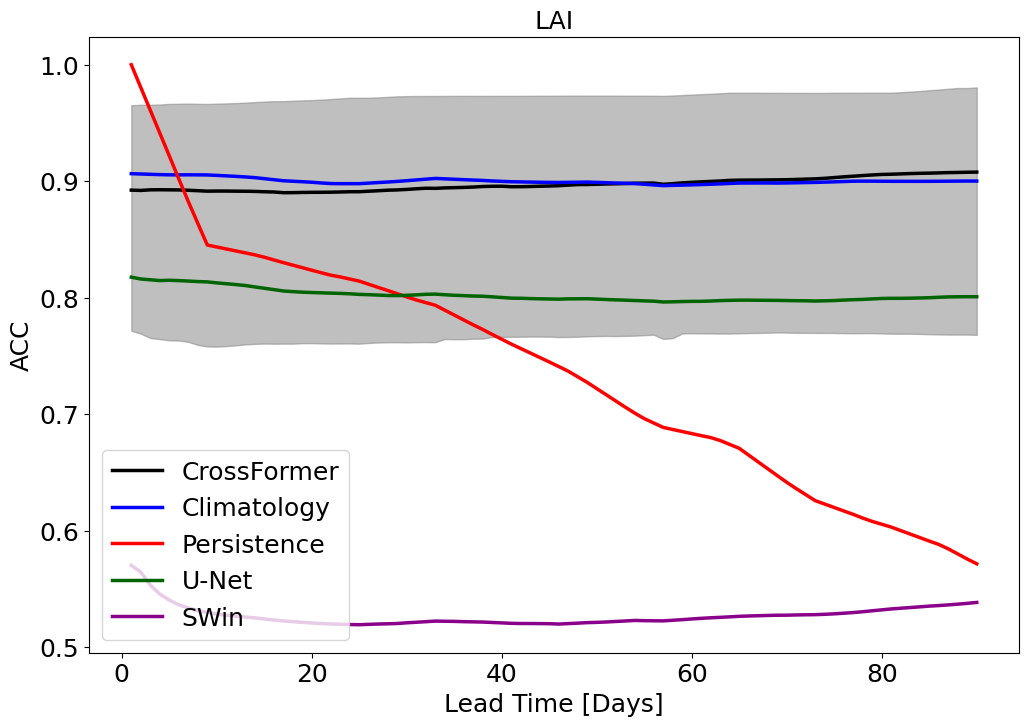 LAI
ACC
1.0
0.9
0.8
0.7
0.6
0.5
CrossFormer
Climatology
Persistence
U-Net
SWin
0
20
40
60
80
Lead Time [Days]